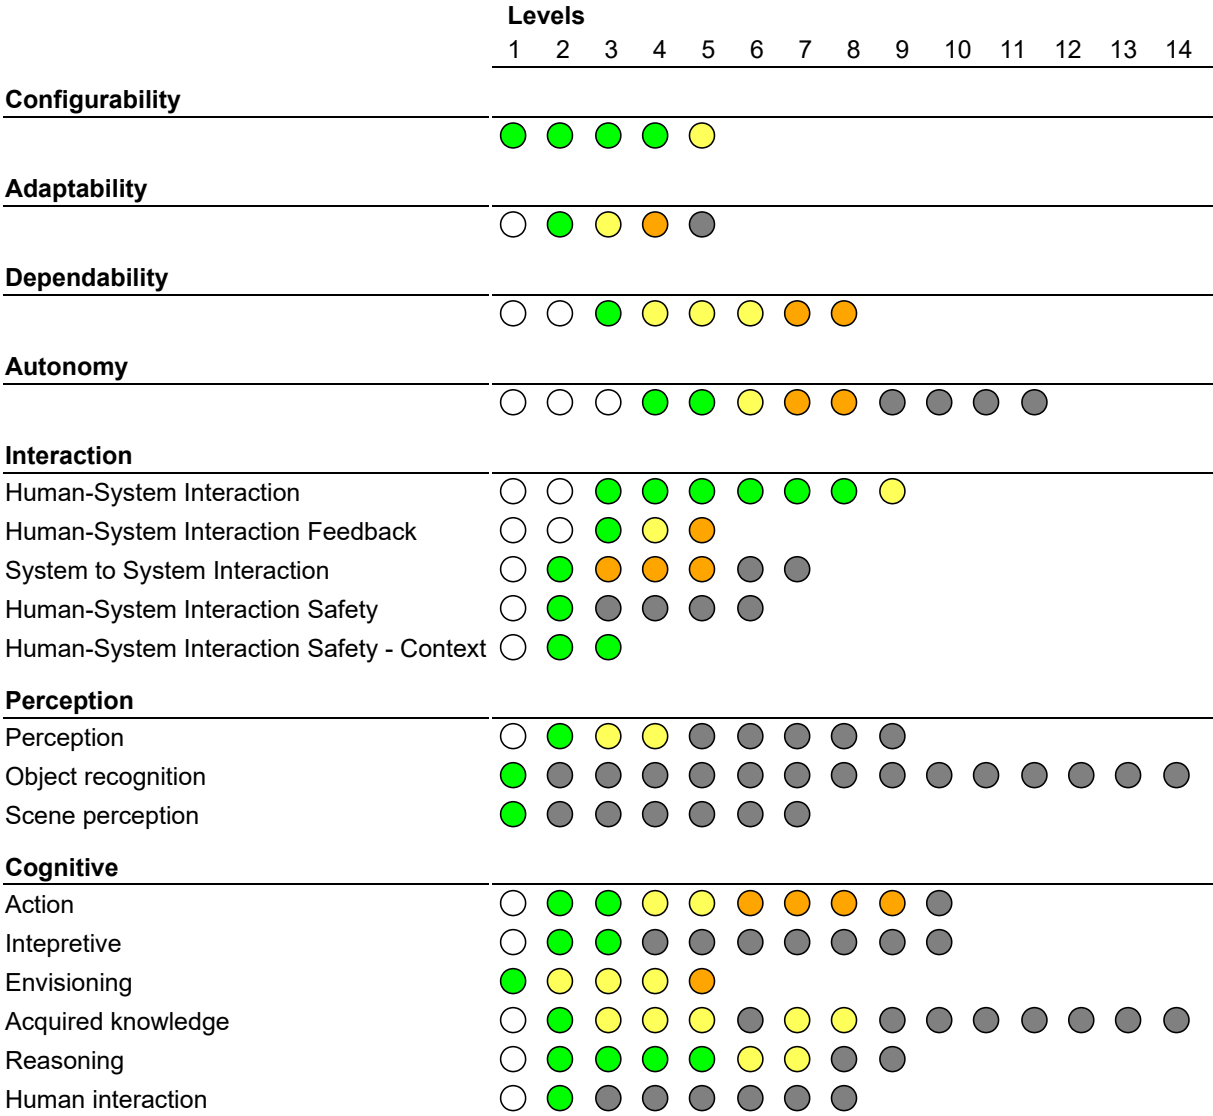 Levels
1 2 3 4 5 6 7 8 9 10 11 12 13 14
Configurability
Adaptability
Dependability
Autonomy
Interaction
Human-System Interaction
Human-System Interaction Feedback
System to System Interaction
Human-System Interaction Safety
Human-System Interaction Safety - Context
Perception
Perception
Object recognition
Scene perception
Cognitive
Action
Intepretive
Envisioning
Acquired knowledge
Reasoning
Human interaction